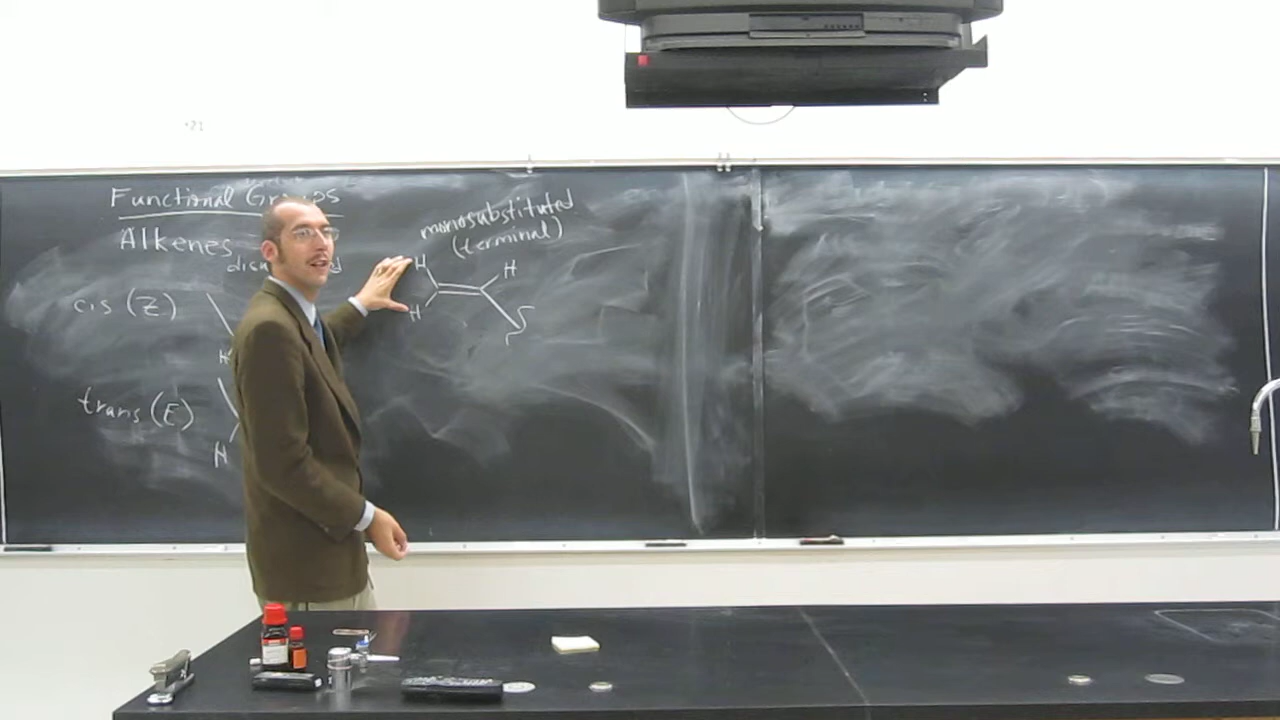 Functional Groups
Alkenes
monosubstituted
(terminal)
H
H
H
cis (Z)
H
trans (E)
H